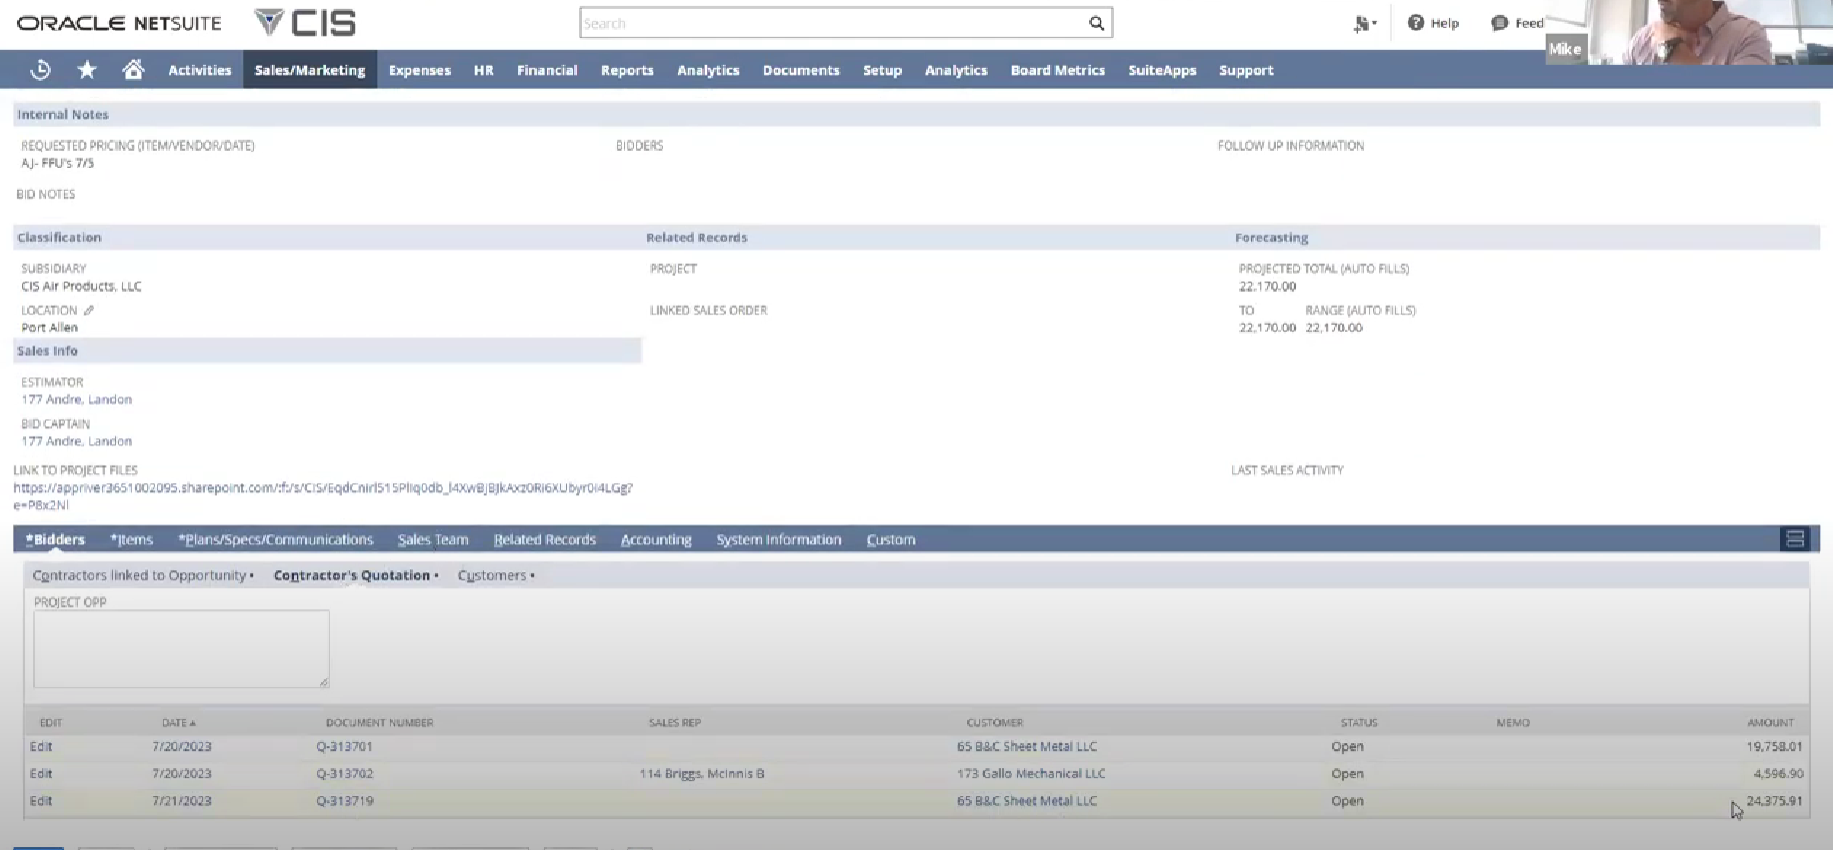 ORACLE NETSUITE CIS Search Help Feed
Mike
Activities Sales/Marketing Expenses HR Financial Reports Analytics Documents Setup Analytics Board Metrics SuiteApps Support
Internal Notes
REQUESTED PRICING (ITEM/VENDOR/DATE) BIDDERS FOLLOW UP INFORMATION
AJ- FFU's 7/5
BID NOTES
Classification Related Records Forecasting
SUBSIDIARY PROJECT PROJECTED TOTAL (AUTO FILLS)
CIS Air Products, LLC 22,170.00
LOCATION LINKED SALES ORDER TO RANGE (AUTO FILLS)
Port Allen 22,170.00 22,170.00
Sales Info
ESTIMATOR
177 Andre, Landon
BID CAPTAIN
177 Andre, Landon
LINK TO PROJECT FILES LAST SALES ACTIVITY
*Bidders *Items *Plans/Specs/Communications Sales Team Related Records Accounting System Information Custom
Contractors linked to Opportunity • Contractor's Quotation • Customers •
PROJECT OPP
EDIT DATE ▲ DOCUMENT NUMBER SALES REP CUSTOMER STATUS MEMO AMOUNT
Edit 7/20/2023 Q-313701 65 B&C Sheet Metal LLC Open 19,758.01
Edit 7/20/2023 Q-313702 114 Briggs, McInnis B 173 Gallo Mechanical LLC Open 4,596.90
Edit 7/21/2023 Q-313719 65 B&C Sheet Metal LLC Open 24,375.91